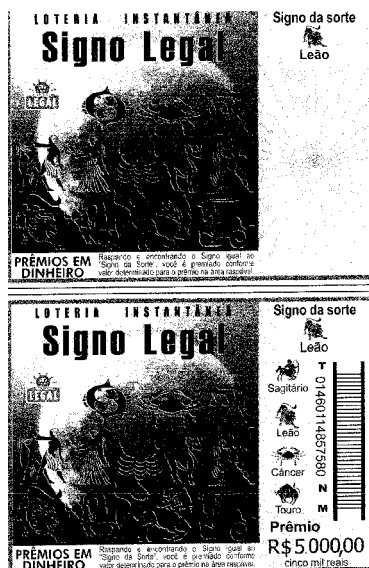 LOTERIA INSTANTÂNEA
Signo Legal
LEGAL
PRÊMIOS EM
DINHEIRO
Raspando e encontrando o Signo igual ao
"Signo da Sorte", você é premiado conforme
valor determinado para o prêmio na área raspável.
Signo da sorte
Leão
LOTERIA INSTANTÂNEA
Signo Legal
LEGAL
PRÊMIOS EM
DINHEIRO
Raspando e encontrando o Signo igual ao
"Signo da Sorte", você é premiado conforme
valor determinado para o prêmio na área raspável.
Signo da sorte
Leão
Sagitário
Leão
Câncer
Touro
T 01460114857580 N M
Prêmio
R$5.000,00
cinco mil reais